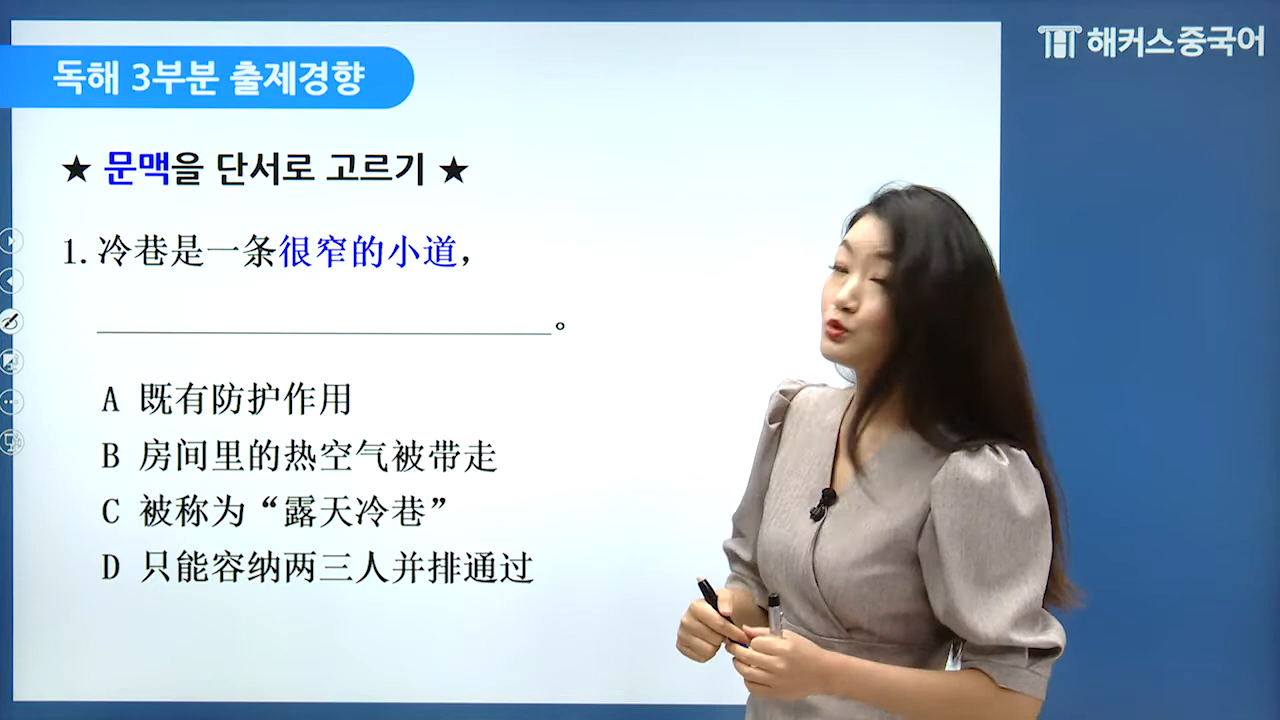 해커스중국어
독해 3부분 출제경향
★ 문맥을 단서로 고르기 ★
1. 冷巷是一条很窄的小道，
。
A 既有防护作用
B 房间里的热空气被带走
C 被称为“露天冷巷”
D 只能容纳两三人并排通过